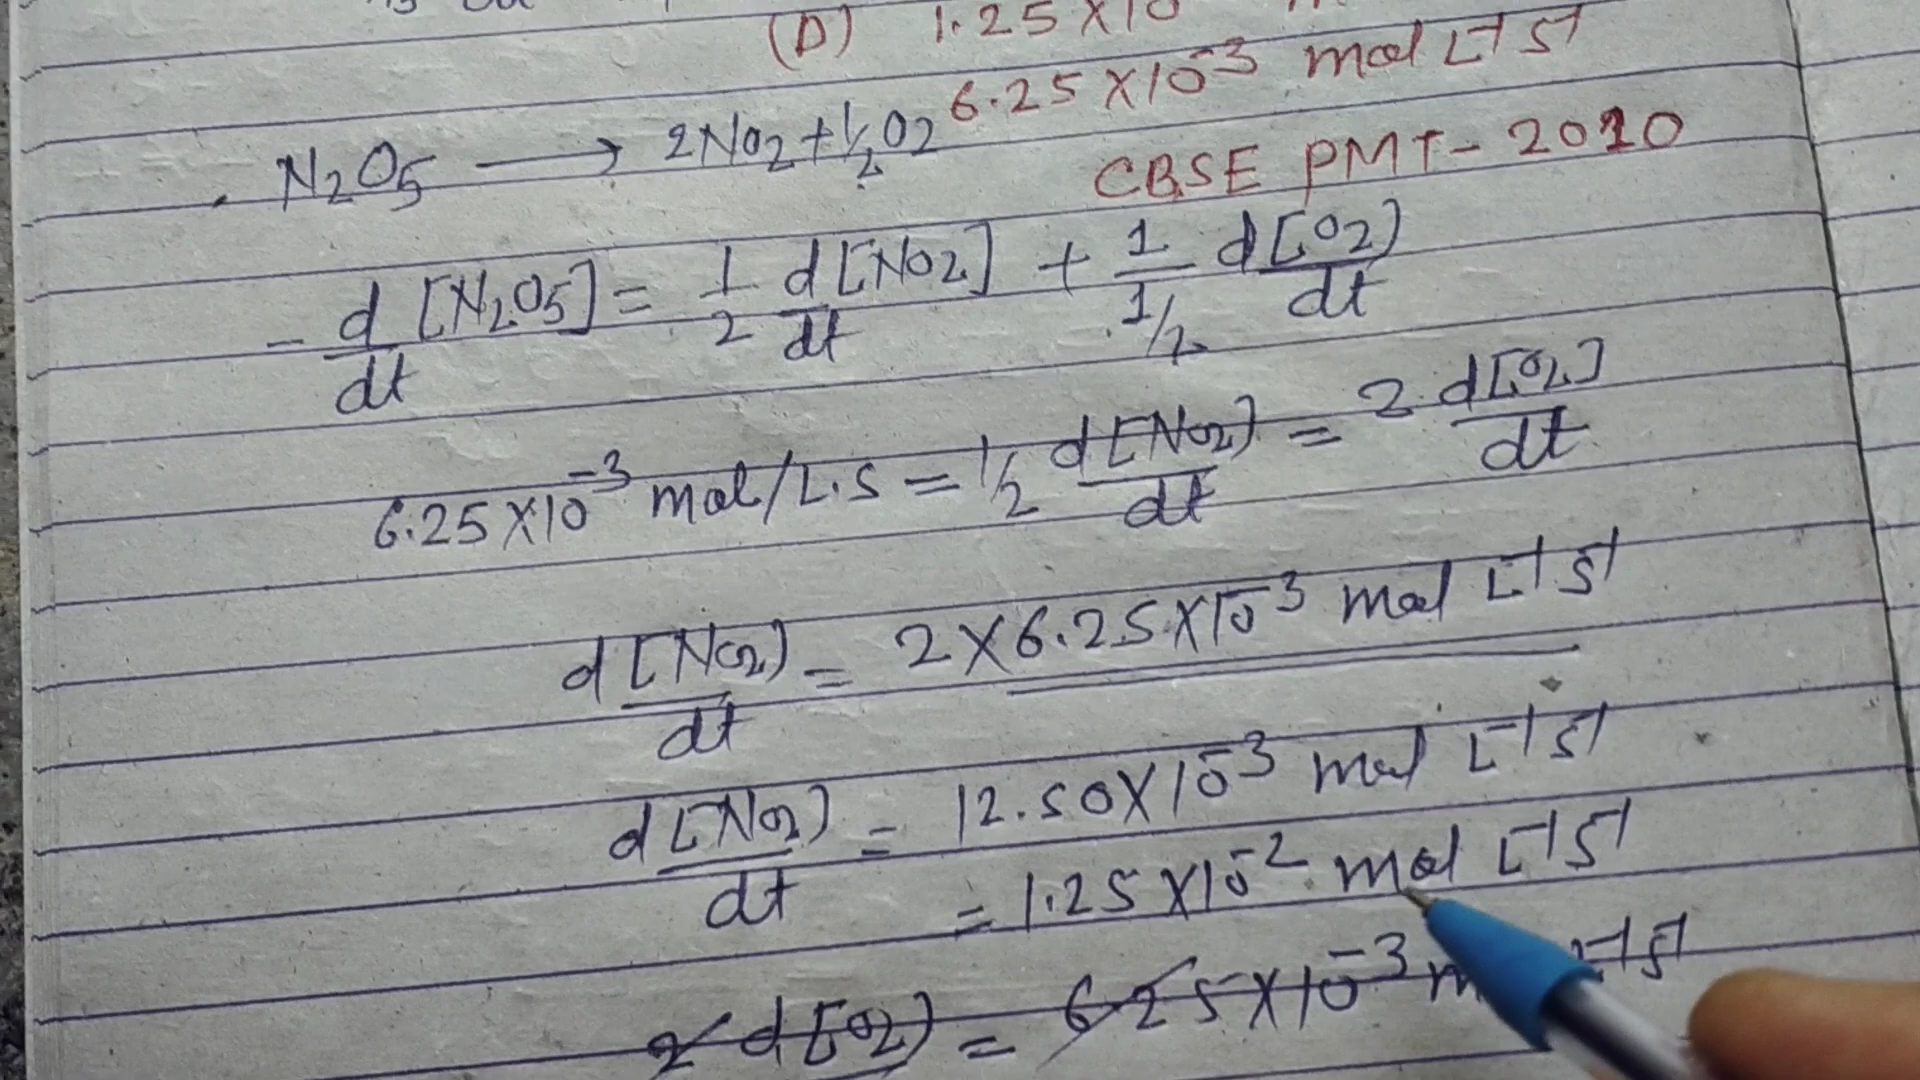 (D) 1.25 X 10
6.25 X 10⁻³ mol L⁻¹ S⁻¹
N₂O₅ ⟶ 2NO₂ + ½O₂
CBSE PMT - 2010
- d/dt [N₂O₅] = 1/2 d[NO₂]/dt + 1/½ d[O₂)/dt
6.25 X 10⁻³ mol/L.S = ½ d[NO₂)/dt = 2 d[O₂]/dt
d[NO₂)/dt = 2 X 6.25 X 10⁻³ mol L⁻¹ S⁻¹
d[NO₂)/dt = 12.50 X 10⁻³ mol L⁻¹ S⁻¹
= 1.25 X 10⁻² mol L⁻¹ S⁻¹
2 d[O₂) = 6.25 X 10⁻³ L⁻¹ S⁻¹